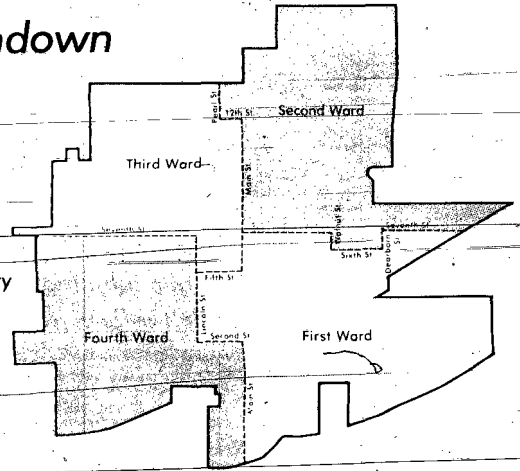 ndown
Pearl St
12th St.
Second Ward
Third Ward
Main St
Seventh St
Walnut St
Seventh St
Dearborn St
Sixth St
y
Fifth St
Lincoln St
Fourth Ward
Second St
First Ward
Main St